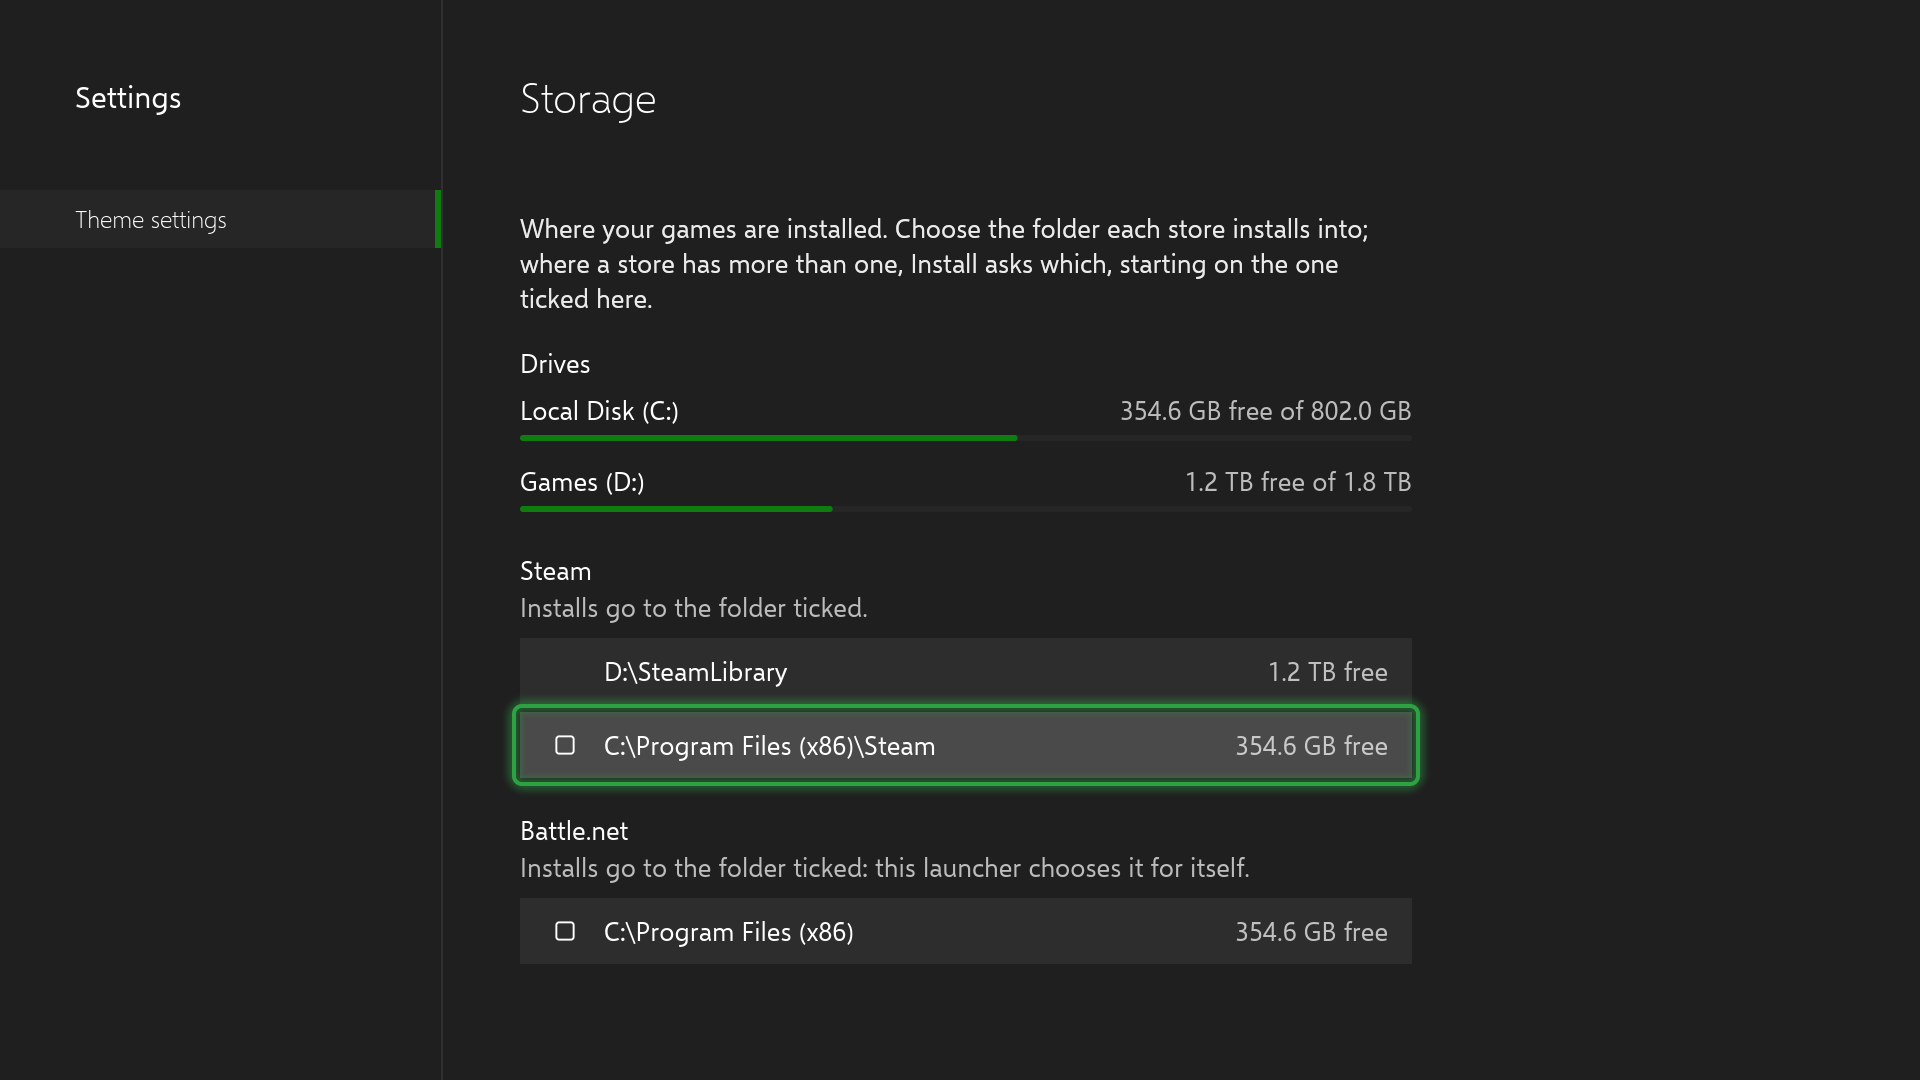 Settings
Theme settings
Storage
Where your games are installed. Choose the folder each store installs into;
where a store has more than one, Install asks which, starting on the one
ticked here.
Drives
Local Disk (C:) 354.6 GB free of 802.0 GB
Games (D:) 1.2 TB free of 1.8 TB
Steam
Installs go to the folder ticked.
D:\SteamLibrary 1.2 TB free
C:\Program Files (x86)\Steam 354.6 GB free
Battle.net
Installs go to the folder ticked: this launcher chooses it for itself.
C:\Program Files (x86) 354.6 GB free